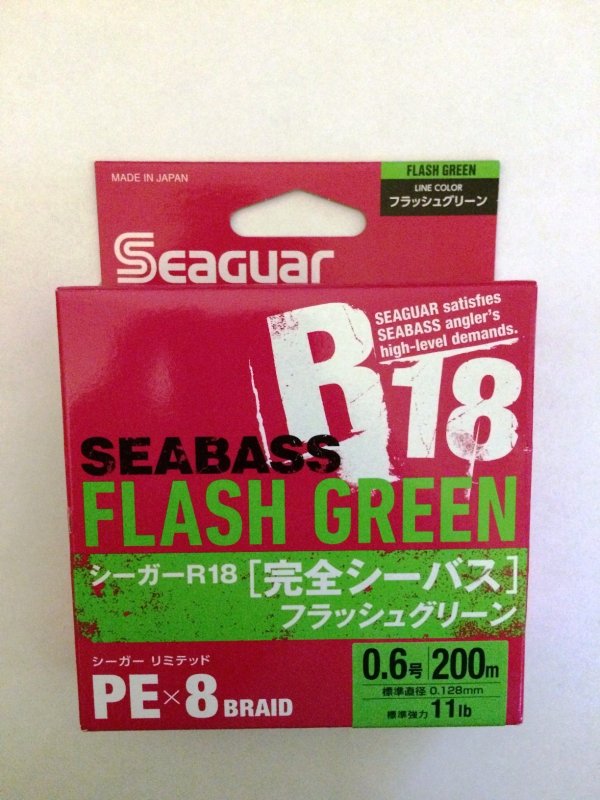 MADE IN JAPAN
FLASH GREEN
LINE COLOR
フラッシュグリーン
SEAGUAR
R18
SEAGUAR satisfies
SEABASS angler's
high-level demands.
SEABASS
FLASH GREEN
シーガーR18 [完全シーバス]
フラッシュグリーン
シーガー リミテッド
PE×8 BRAID
0.6号 200m
標準直径 0.128mm
標準強力 11lb